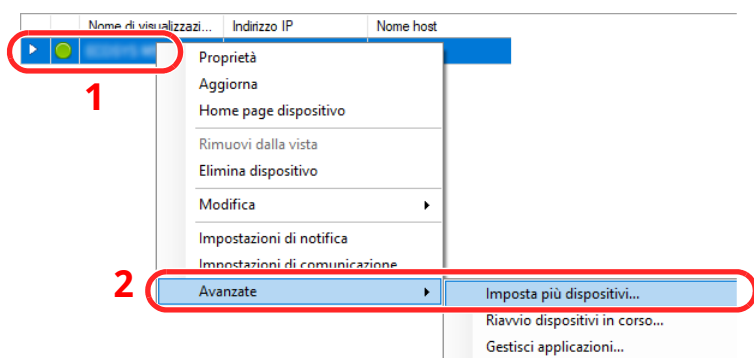 Nome di visualizzazi... Indirizzo IP Nome host
1
Proprietà
Aggiorna
Home page dispositivo
Rimuovi dalla vista
Elimina dispositivo
Modifica
Impostazioni di notifica
Impostazioni di comunicazione
2
Avanzate
Imposta più dispositivi...
Riavvio dispositivi in corso...
Gestisci applicazioni...